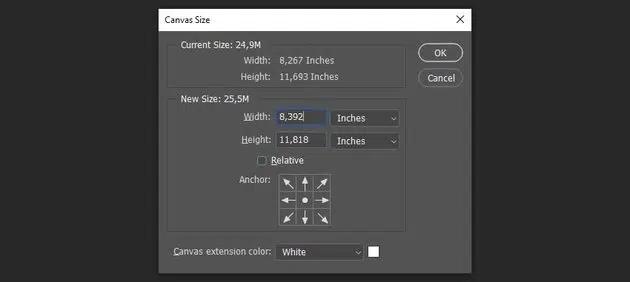 Canvas Size
Current Size: 24,9M
OK
Width: 8,267 Inches
Height: 11,693 Inches
Cancel
New Size: 25,5M
Width: 8,392 Inches
Height: 11,818 Inches
Relative
Anchor:
Canvas extension color: White